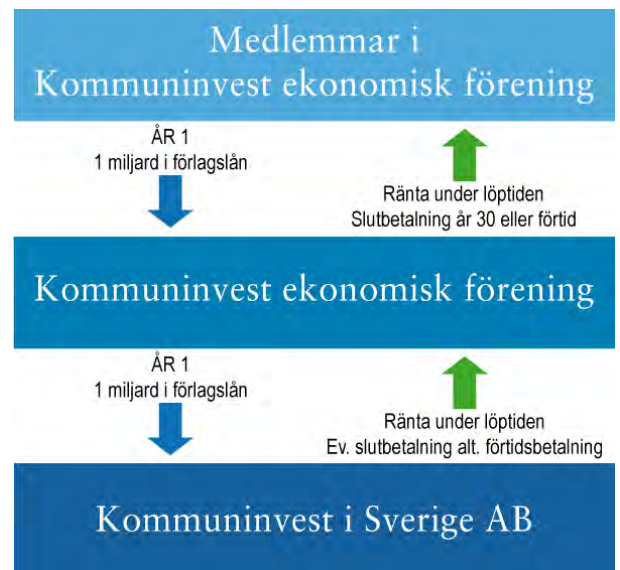 Medlemmar i
Kommuninvest ekonomisk förening
ÅR 1
1 miljard i förlagslån
Ränta under löptiden
Slutbetalning år 30 eller förtid
Kommuninvest ekonomisk förening
ÅR 1
1 miljard i förlagslån
Ränta under löptiden
Ev. slutbetalning alt. förtidsbetalning
Kommuninvest i Sverige AB